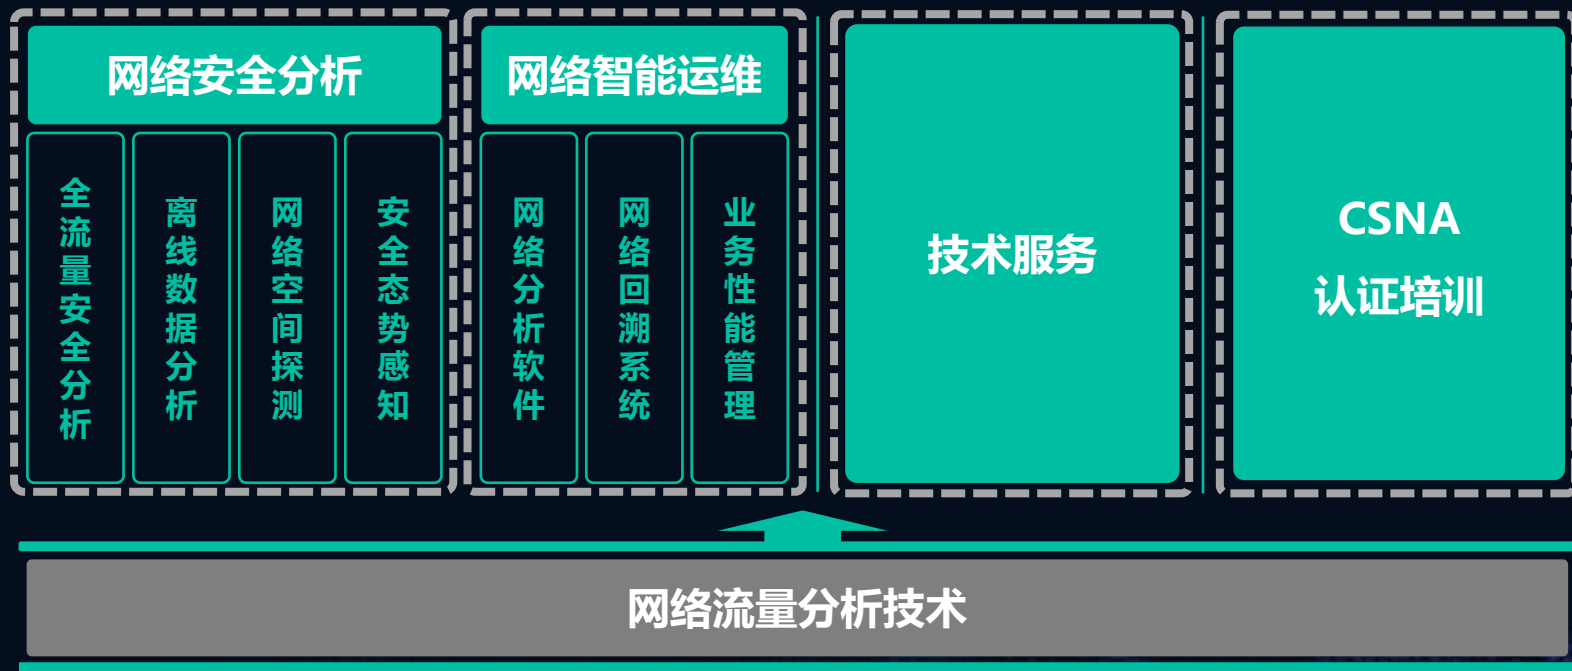 网络安全分析
全流量安全分析
离线数据分析
网络空间探测
安全态势感知
网络智能运维
网络分析软件
网络回溯系统
业务性能管理
技术服务
CSNA
认证培训
网络流量分析技术